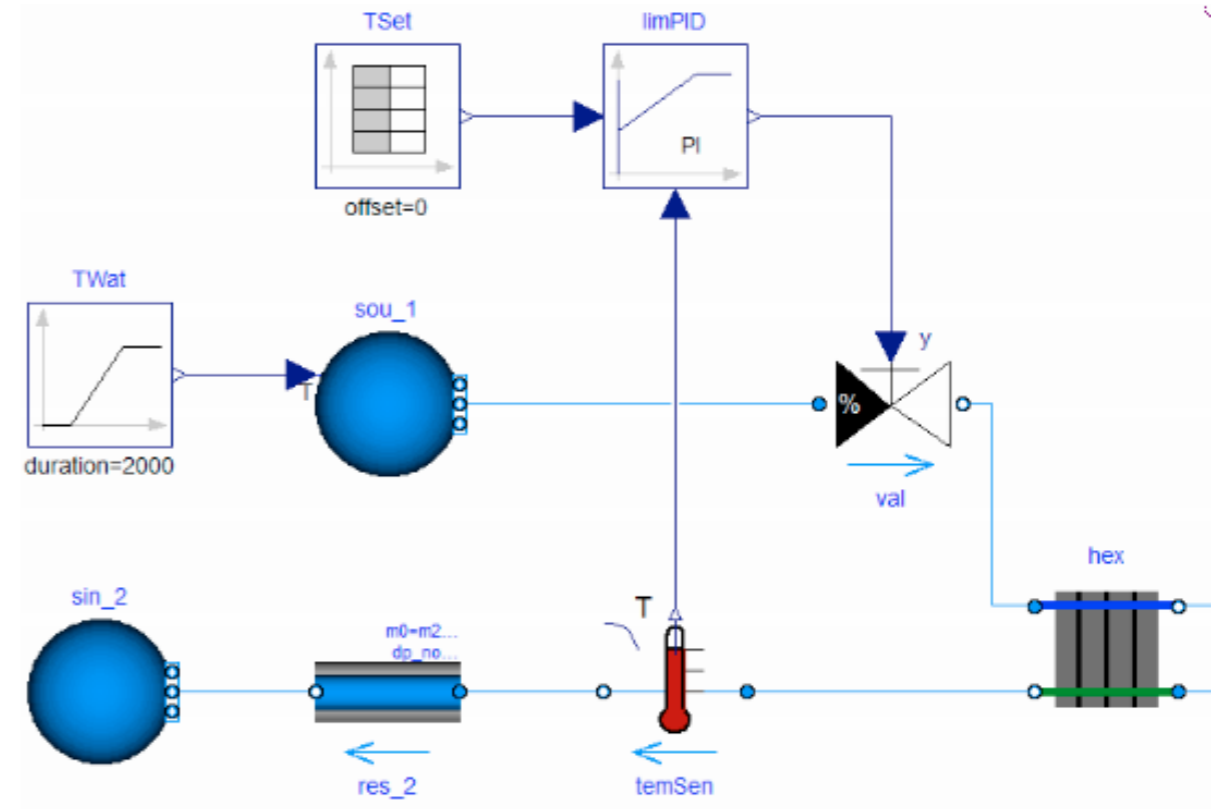 TSet
limPID
PI
offset=0
TWat
sou_1
T
y
%
duration=2000
val
hex
sin_2
T
m0=m2...
dp_no...
res_2
temSen